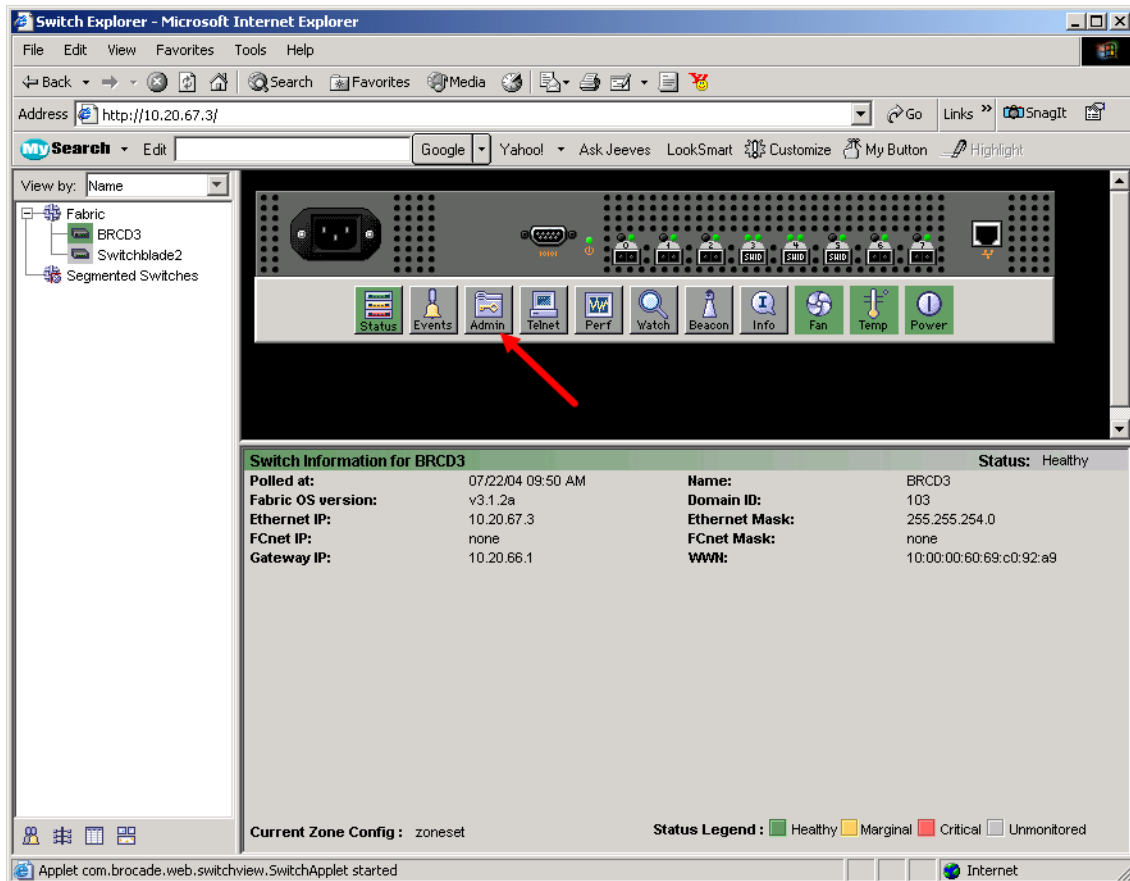 Switch Explorer - Microsoft Internet Explorer
File Edit View Favorites Tools Help
Back Search Favorites Media
Address http://10.20.67.3/ Go Links » SnagIt
My Search Edit Google Yahoo! Ask Jeeves LookSmart Customize My Button Highlight
View by: Name
Fabric
BRCD3
Switchblade2
Segmented Switches
10101
0 1 2 3 4 5 6 7
SWID SWID SWID
Status Events Admin Telnet Perf Watch Beacon Info Fan Temp Power
Switch Information for BRCD3 Status: Healthy
Polled at: 07/22/04 09:50 AM Name: BRCD3
Fabric OS version: v3.1.2a Domain ID: 103
Ethernet IP: 10.20.67.3 Ethernet Mask: 255.255.254.0
FCnet IP: none FCnet Mask: none
Gateway IP: 10.20.66.1 WWN: 10:00:00:60:69:c0:92:a9
Current Zone Config : zoneset Status Legend : Healthy Marginal Critical Unmonitored
Applet com.brocade.web.switchview.SwitchApplet started Internet